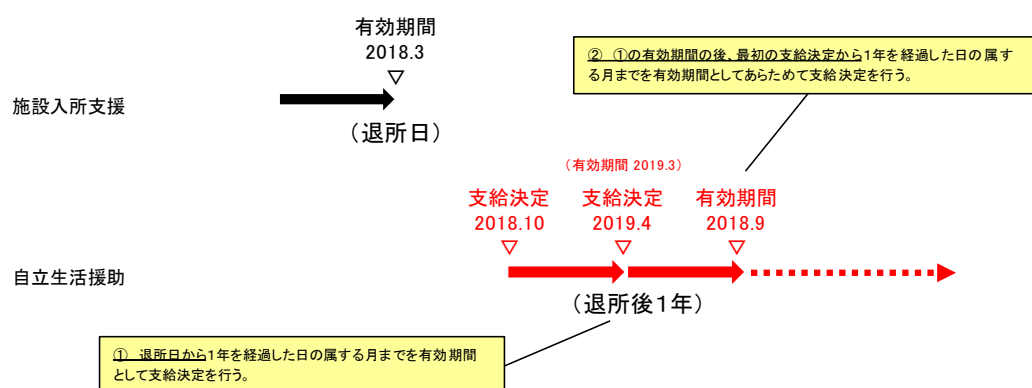 有効期間
2018.3
▽
② ①の有効期間の後、最初の支給決定から1年を経過した日の属す
る月までを有効期間としてあらためて支給決定を行う。
施設入所支援
（退所日）
（有効期間 2019.3）
支給決定 支給決定 有効期間
2018.10 2019.4 2018.9
▽ ▽ ▽
自立生活援助
（退所後1年）
① 退所日から1年を経過した日の属する月までを有効期間
として支給決定を行う。